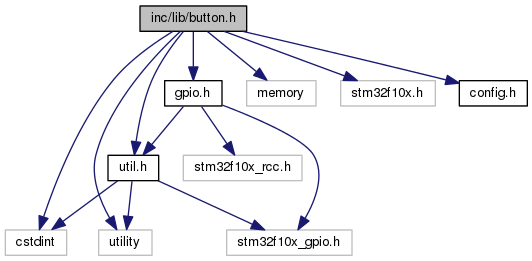 inc/lib/button.h
gpio.h
memory
stm32f10x.h
config.h
util.h
stm32f10x_rcc.h
cstdint
utility
stm32f10x_gpio.h